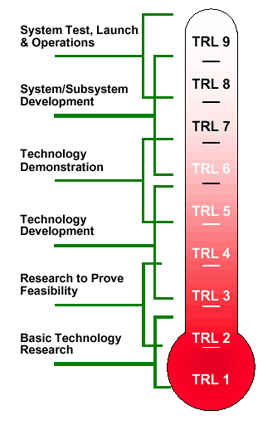 System Test, Launch
& Operations
System/Subsystem
Development
Technology
Demonstration
Technology
Development
Research to Prove
Feasibility
Basic Technology
Research
TRL 9
TRL 8
TRL 7
TRL 6
TRL 5
TRL 4
TRL 3
TRL 2
TRL 1